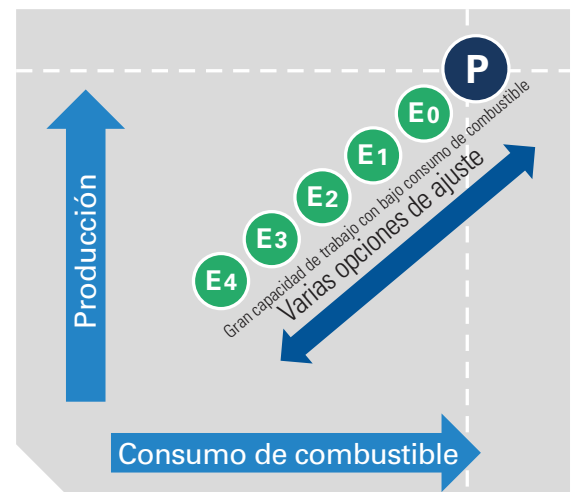 P
E0
E1
E2
E3
E4
Gran capacidad de trabajo con bajo consumo de combustible
Varias opciones de ajuste
Producción
Consumo de combustible